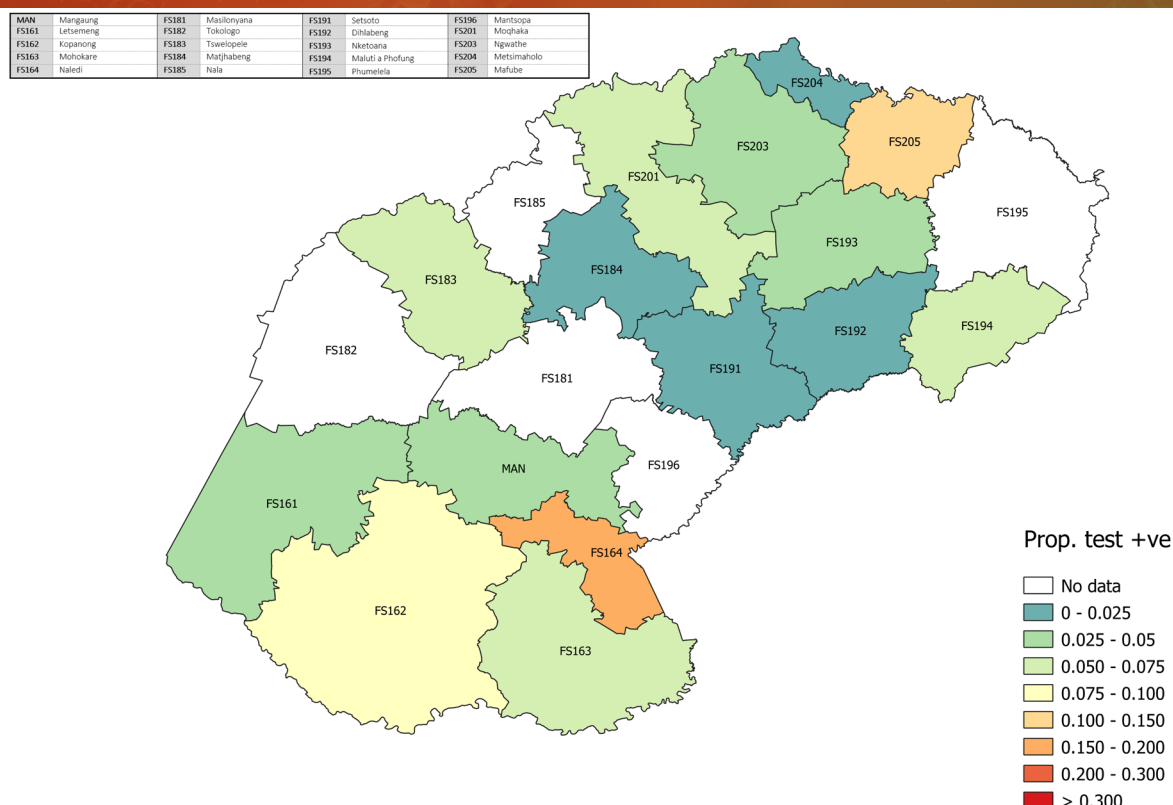 MAN Mangaung FS181 Masilonyana FS191 Setsoto FS196 Mantsopa
FS161 Letsemeng FS182 Tokologo FS192 Dihlabeng FS201 Moqhaka
FS162 Kopanong FS183 Tswelopele FS193 Nketoana FS203 Ngwathe
FS163 Mohokare FS184 Matjhabeng FS194 Maluti a Phofung FS204 Metsimaholo
FS164 Naledi FS185 Nala FS195 Phumelela FS205 Mafube
FS204
FS205
FS203
FS201
FS185
FS195
FS193
FS184
FS183
FS194
FS192
FS182
FS191
FS181
FS196
MAN
FS161
FS164
FS162
FS163
Prop. test +ve
No data
0 - 0.025
0.025 - 0.05
0.050 - 0.075
0.075 - 0.100
0.100 - 0.150
0.150 - 0.200
0.200 - 0.300
> 0.300